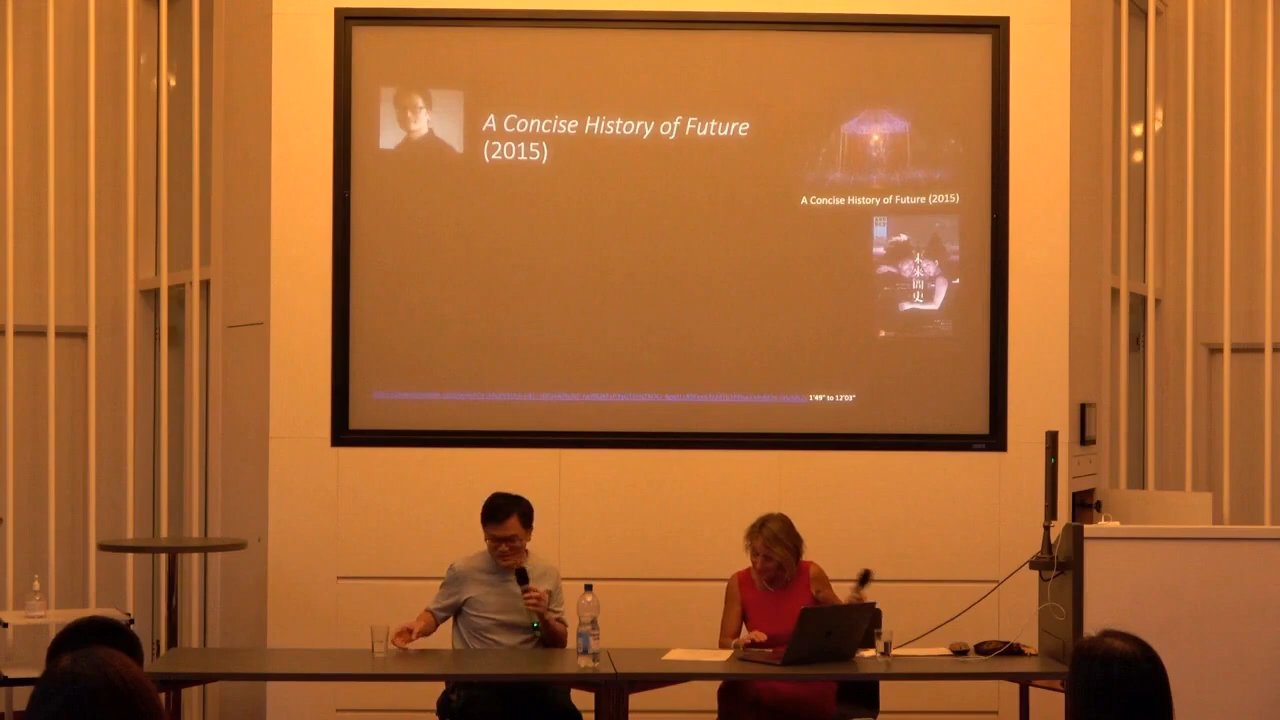 A Concise History of Future
(2015)
A Concise History of Future (2015)
未來簡史
1'49" to 12'03"